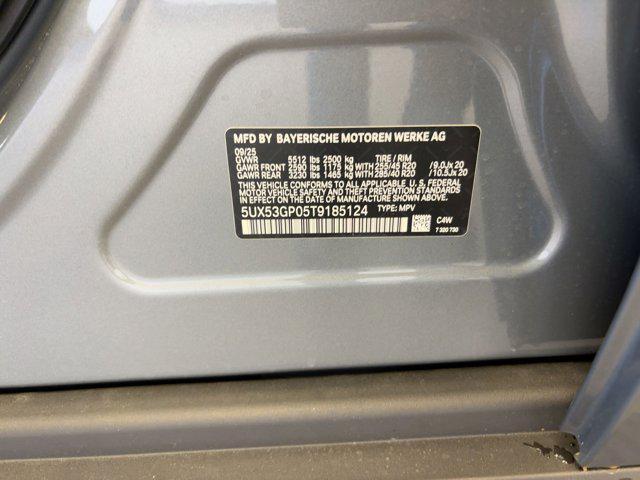 MFD BY BAYERISCHE MOTOREN WERKE AG
09/25
GVWR 5512 lbs 2500 kg TIRE / RIM
GAWR FRONT 2590 lbs 1175 kg WITH 255/45 R20 /9.0Jx 20
GAWR REAR 3230 lbs 1465 kg WITH 285/40 R20 /10.5Jx 20
THIS VEHICLE CONFORMS TO ALL APPLICABLE U. S. FEDERAL
MOTOR VEHICLE SAFETY, BUMPER, AND THEFT PREVENTION
STANDARDS IN EFFECT ON THE DATE OF MANUFACTURE SHOWN ABOVE.
5UX53GP05T9185124 TYPE: MPV
C4W
7 320 730